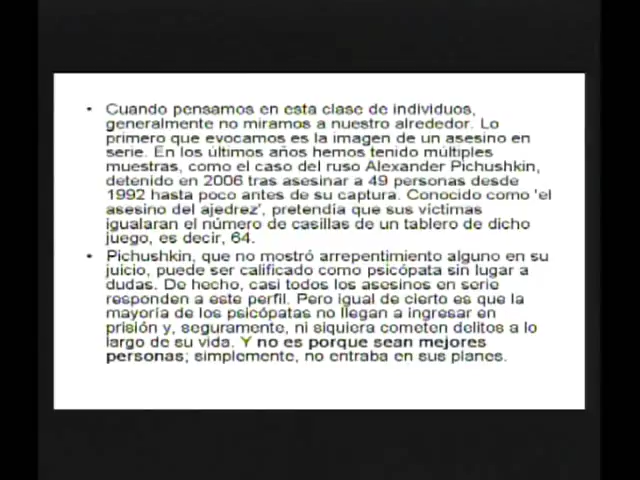 • Cuando pensamos en esta clase de individuos,
generalmente no miramos a nuestro alrededor. Lo
primero que evocamos es la imagen de un asesino en
serie. En los últimos años hemos tenido múltiples
muestras, como el caso del ruso Alexander Pichushkin,
detenido en 2006 tras asesinar a 49 personas desde
1992 hasta poco antes de su captura. Conocido como 'el
asesino del ajedrez', pretendía que sus víctimas
igualaran el número de casillas de un tablero de dicho
juego, es decir, 64.
• Pichushkin, que no mostró arrepentimiento alguno en su
juicio, puede ser calificado como psicópata sin lugar a
dudas. De hecho, casi todos los asesinos en serie
responden a este perfil. Pero igual de cierto es que la
mayoría de los psicópatas no llegan a ingresar en
prisión y, seguramente, ni siquiera cometen delitos a lo
largo de su vida. Y no es porque sean mejores
personas; simplemente, no entraba en sus planes.